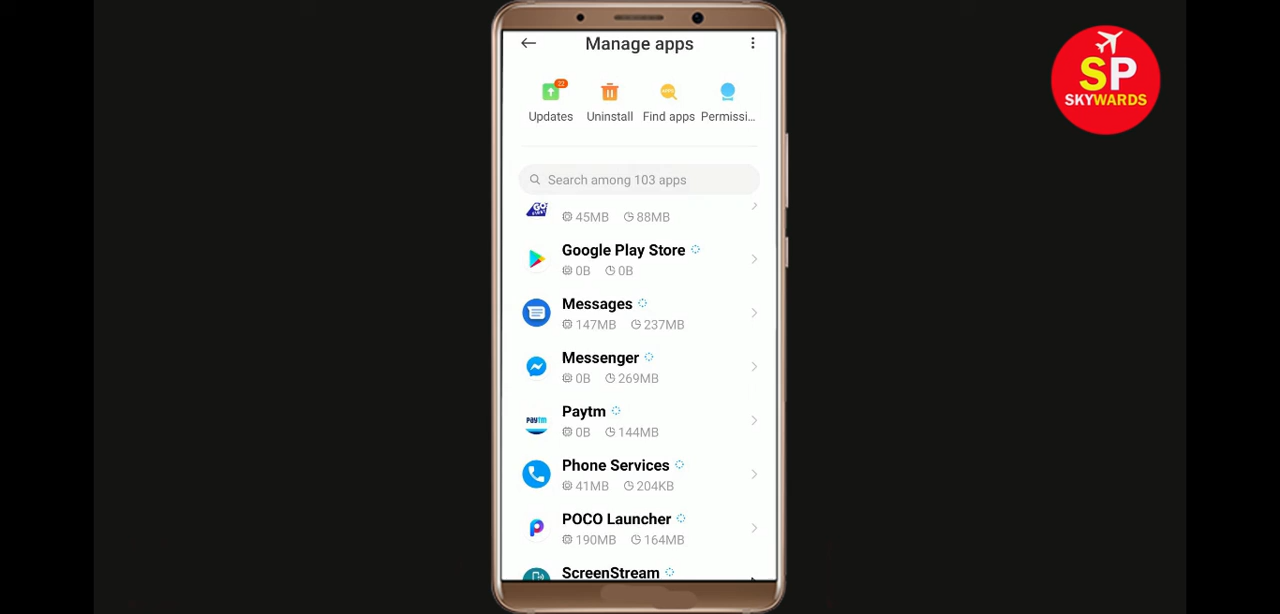 Manage apps
22
Updates Uninstall Find apps Permissi...
Search among 103 apps
45MB 88MB
Google Play Store
0B 0B
Messages
147MB 237MB
Messenger
0B 269MB
Paytm
0B 144MB
Phone Services
41MB 204KB
POCO Launcher
190MB 164MB
ScreenStream
SP
SKYWARDS